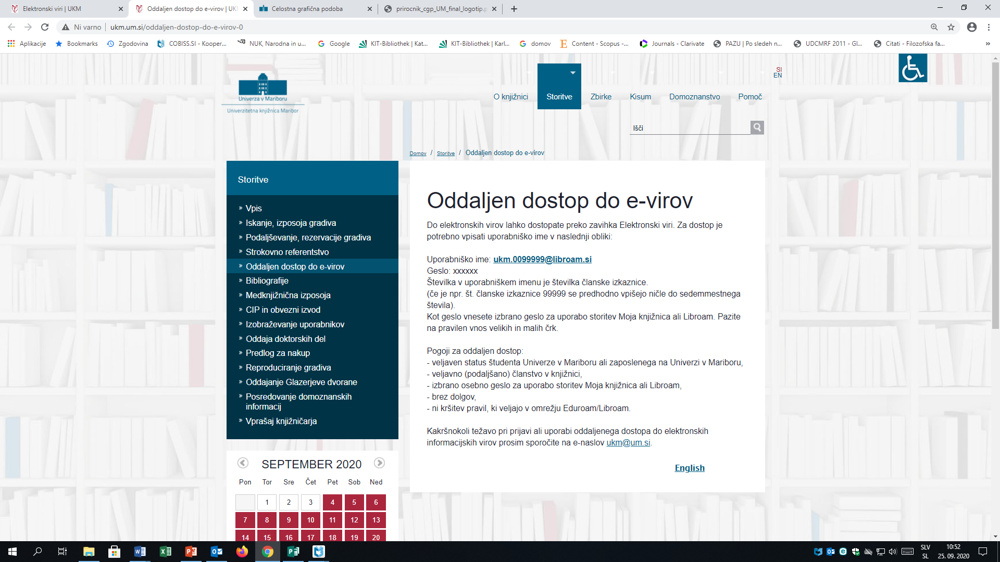 Elektronski viri | UKM
Oddaljen dostop do e-virov | UKM
Celostna grafična podoba
prirocnik_cgp_UM_final_logotip.p
Ni varno
ukm.um.si/oddaljen-dostop-do-e-virov-0
Aplikacije
Bookmarks
Zgodovina
COBISS.SI - Kooper...
NUK, Narodna in u...
Google
KIT-Bibliothek | Kat...
KIT-Bibliothek | Karl...
domov
Content - Scopus -...
Journals - Clarivate
PAZU | Po sledeh n...
UDCMRF 2011 - Gl...
Citati - Filozofska fa...
»
Univerza v Mariboru
Univerzitetna knjižnica Maribor
O knjižnici
Storitve
Zbirke
Kisum
Domoznanstvo
Pomoč
SI
EN
Išči
Domov / Storitve / Oddaljen dostop do e-virov
Storitve
» Vpis
» Iskanje, izposoja gradiva
» Podaljševanje, rezervacije gradiva
» Strokovno referentstvo
» Oddaljen dostop do e-virov
» Bibliografije
» Medknjižnična izposoja
» CIP in obvezni izvod
» Izobraževanje uporabnikov
» Oddaja doktorskih del
» Predlog za nakup
» Reproduciranje gradiva
» Oddajanje Glazerjeve dvorane
» Posredovanje domoznanskih
informacij
» Vprašaj knjižničarja
SEPTEMBER 2020
Pon Tor Sre Čet Pet Sob Ned
1 2 3 4 5 6
7 8 9 10 11 12 13
14 15 16 17 18 19 20
Oddaljen dostop do e-virov
Do elektronskih virov lahko dostopate preko zavihka Elektronski viri. Za dostop je
potrebno vpisati uporabniško ime v naslednji obliki:
Uporabniško ime: ukm.0099999@libroam.si
Geslo: xxxxxx
Številka v uporabniškem imenu je številka članske izkaznice.
(če je npr. št. članske izkaznice 99999 se predhodno vpišejo ničle do sedemmestnega
števila).
Kot geslo vnesete izbrano geslo za uporabo storitev Moja knjižnica ali Libroam. Pazite
na pravilen vnos velikih in malih črk.
Pogoji za oddaljen dostop:
- veljaven status študenta Univerze v Mariboru ali zaposlenega na Univerzi v Mariboru,
- veljavno (podaljšano) članstvo v knjižnici,
- izbrano osebno geslo za uporabo storitev Moja knjižnica ali Libroam,
- brez dolgov,
- ni kršitev pravil, ki veljajo v omrežju Eduroam/Libroam.
Kakršnokoli težavo pri prijavi ali uporabi oddaljenega dostopa do elektronskih
informacijskih virov prosim sporočite na e-naslov ukm@um.si.
English
SLV
SL
10:52
25. 09. 2020